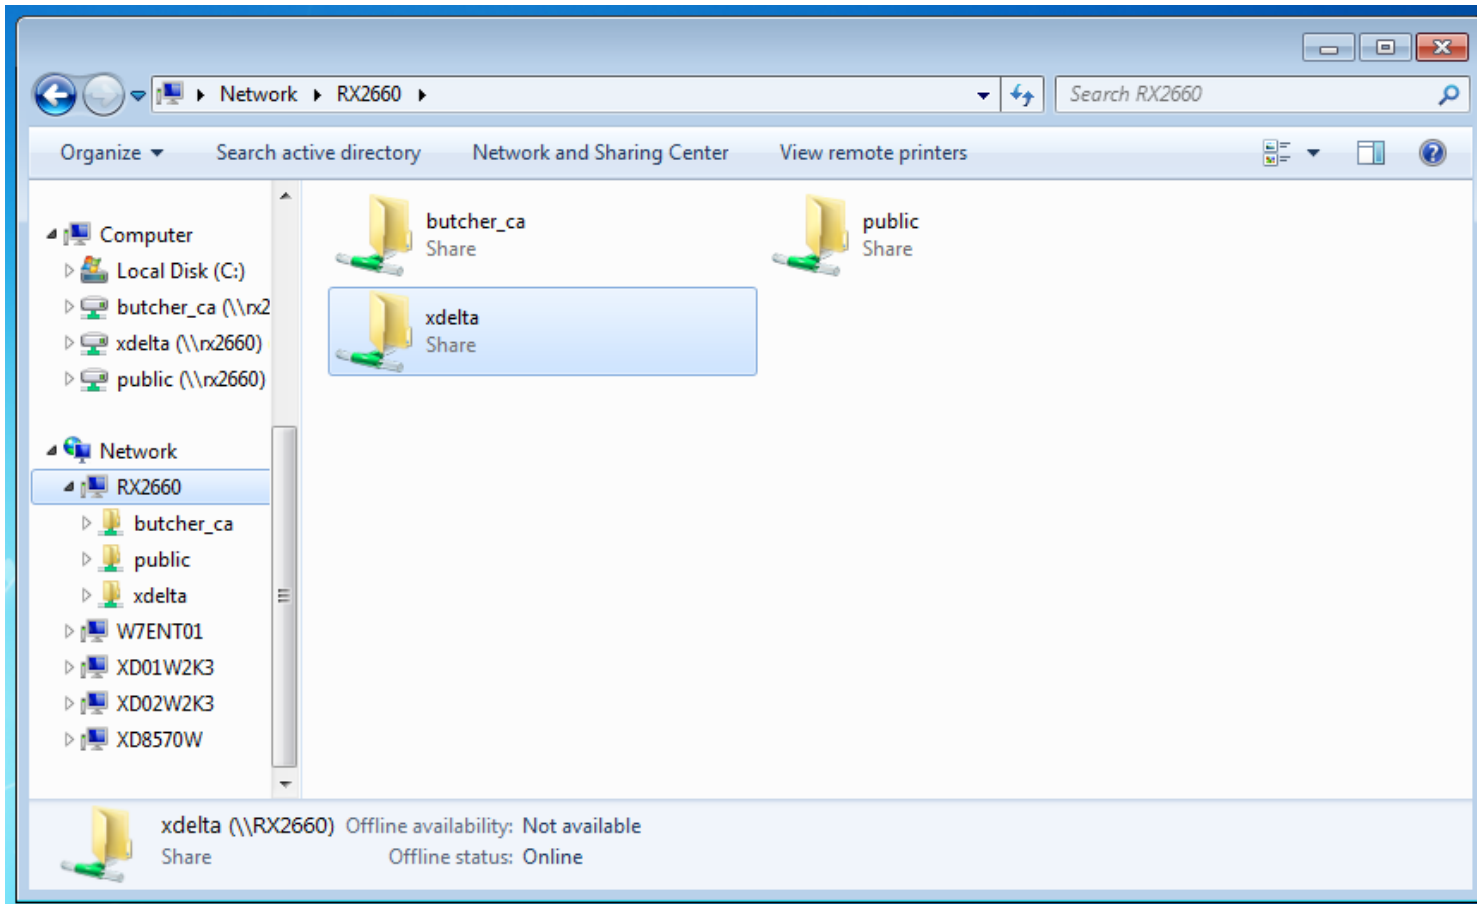 Network RX2660
Search RX2660
Organize Search active directory Network and Sharing Center View remote printers
Computer
Local Disk (C:)
butcher_ca (\\rx2
xdelta (\\rx2660)
public (\\rx2660)
Network
RX2660
butcher_ca
public
xdelta
W7ENT01
XD01W2K3
XD02W2K3
XD8570W
butcher_ca
Share
public
Share
xdelta
Share
xdelta (\\RX2660) Offline availability: Not available
Share Offline status: Online